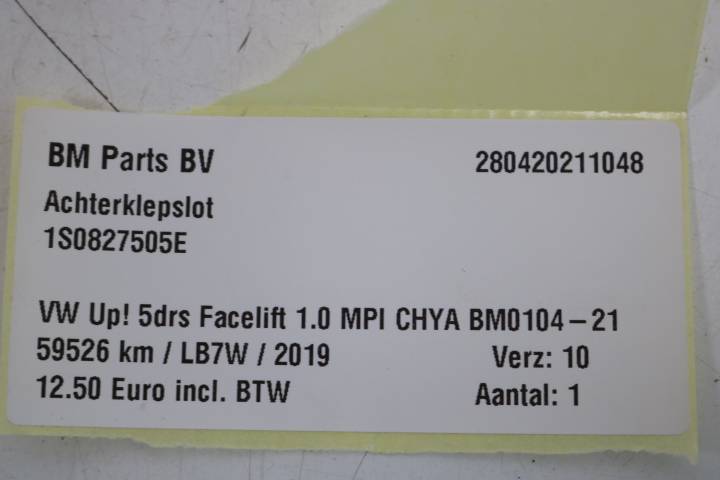 BM Parts BV 280420211048
Achterklepslot
1S0827505E
VW Up! 5drs Facelift 1.0 MPI CHYA BM0104-21
59526 km / LB7W / 2019 Verz: 10
12.50 Euro incl. BTW Aantal: 1